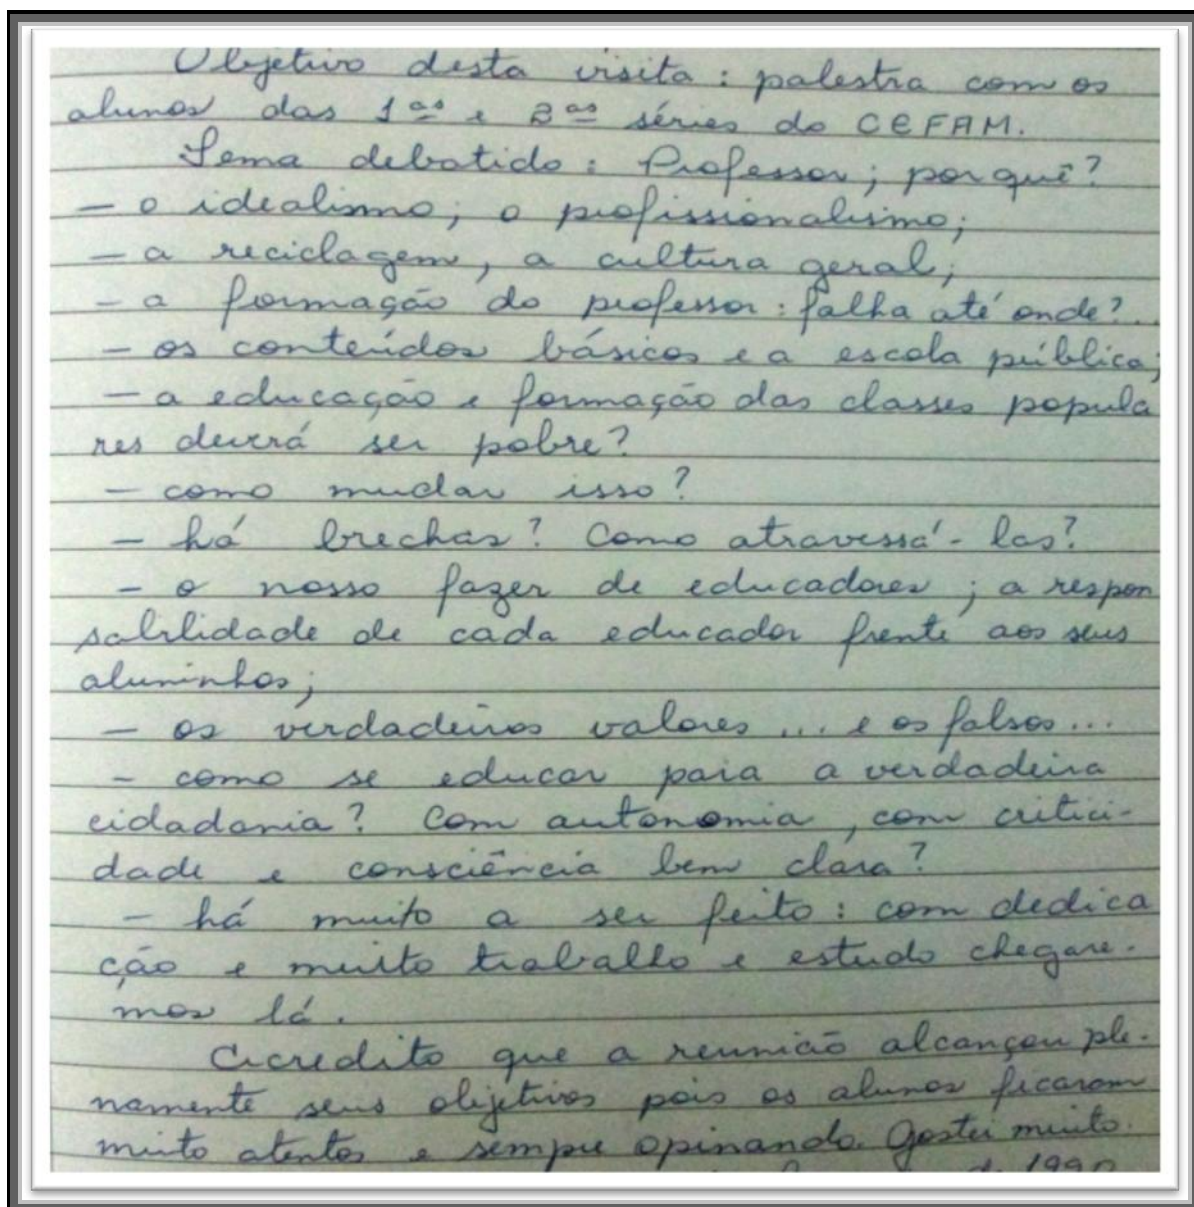 Objetivo desta visita: palestra com os
alunos das 1ªs e 2ªs séries do CEFAM.
Tema debatido: Professor; por quê?
- o idealismo; o profissionalismo;
- a reciclagem, a cultura geral;
- a formação do professor: falha até onde?..
- os conteúdos básicos e a escola pública;
- a educação e formação das classes popula
res deverá ser pobre?
- como mudar isso?
- há brechas? Como atravessá-las?
- o nosso fazer de educadores; a respon
sabilidade de cada educador frente aos seus
aluninhos;
- os verdadeiros valores... e os falsos...
- como se educar para a verdadeira
cidadania? Com autonomia, com critici-
dade e consciência bem clara?
- há muito a ser feito: com dedica
ção e muito trabalho e estudo chegare-
mos lá.
Acredito que a reunião alcançou ple-
namente seus objetivos pois os alunos ficaram
muito atentos e sempre opinando. Gostei muito.
de 1990